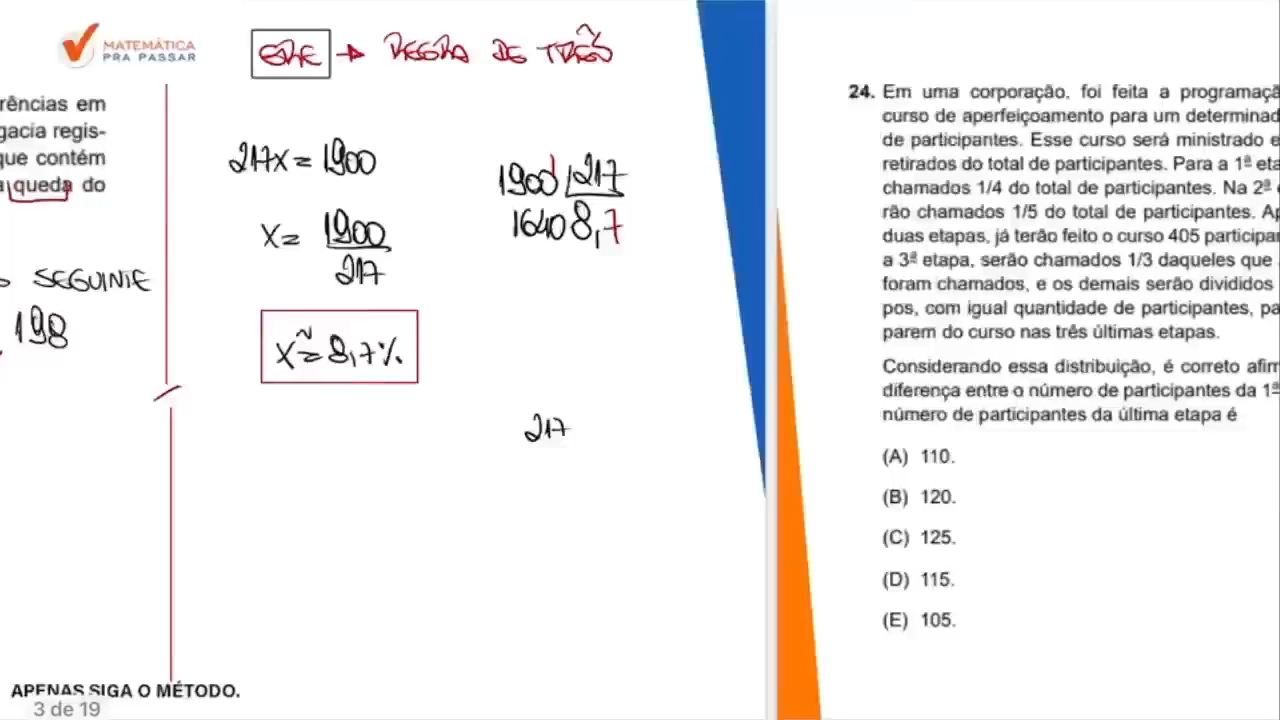 MATEMÁTICA
PRA PASSAR
rências em
gacia regis-
que contém
a queda do
SEGUINTE
198
GRE → REGRA DE TRÊS
217x = 1900
x = 1900
217
x ≅ 8,7%
1900 217
1640 8,7
217
24. Em uma corporação, foi feita a programaçã
curso de aperfeiçoamento para um determinad
de participantes. Esse curso será ministrado e
retirados do total de participantes. Para a 1ª eta
chamados 1/4 do total de participantes. Na 2ª
rão chamados 1/5 do total de participantes. Ap
duas etapas, já terão feito o curso 405 participan
a 3ª etapa, serão chamados 1/3 daqueles que
foram chamados, e os demais serão divididos
pos, com igual quantidade de participantes, pa
parem do curso nas três últimas etapas.
Considerando essa distribuição, é correto afirm
diferença entre o número de participantes da 1ª
número de participantes da última etapa é
(A) 110.
(B) 120.
(C) 125.
(D) 115.
(E) 105.
APENAS SIGA O MÉTODO.
3 de 19